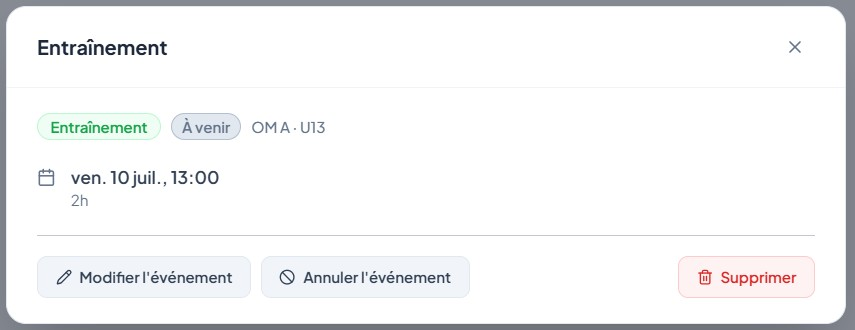 Entraînement
Entraînement À venir OM A · U13
ven. 10 juil., 13:00
2h
Modifier l'événement Annuler l'événement Supprimer